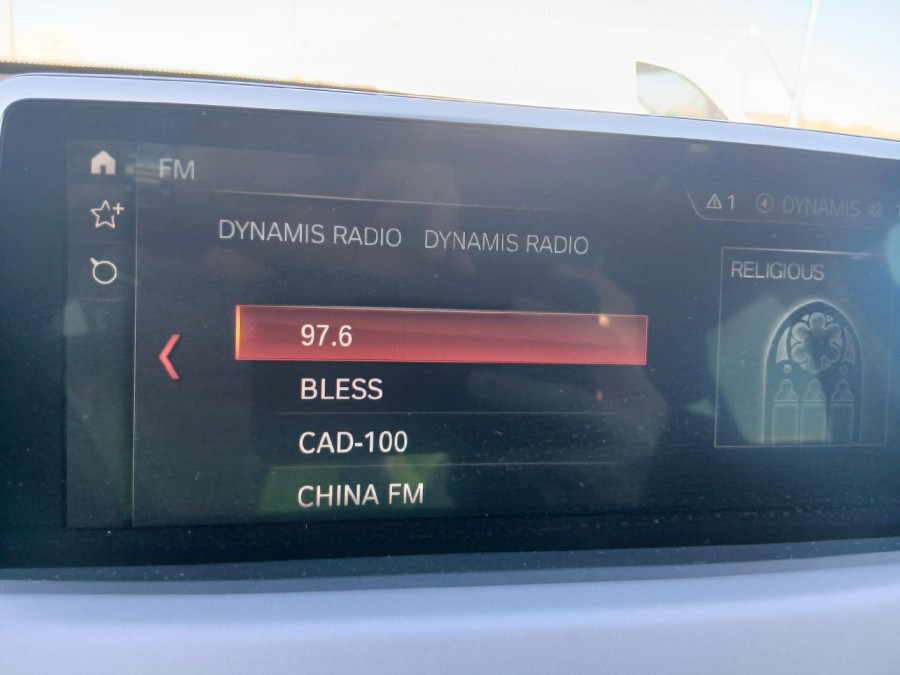 FM
1 DYNAMIS
DYNAMIS RADIO DYNAMIS RADIO
RELIGIOUS
97.6
BLESS
CAD-100
CHINA FM